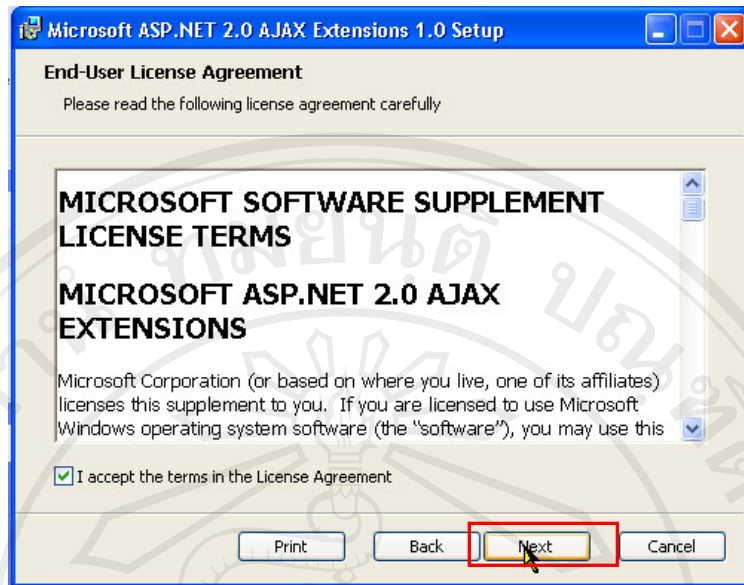 Microsoft ASP.NET 2.0 AJAX Extensions 1.0 Setup
End-User License Agreement
Please read the following license agreement carefully
MICROSOFT SOFTWARE SUPPLEMENT
LICENSE TERMS
MICROSOFT ASP.NET 2.0 AJAX
EXTENSIONS
Microsoft Corporation (or based on where you live, one of its affiliates)
licenses this supplement to you.  If you are licensed to use Microsoft
Windows operating system software (the "software"), you may use this
I accept the terms in the License Agreement
Print Back Next Cancel